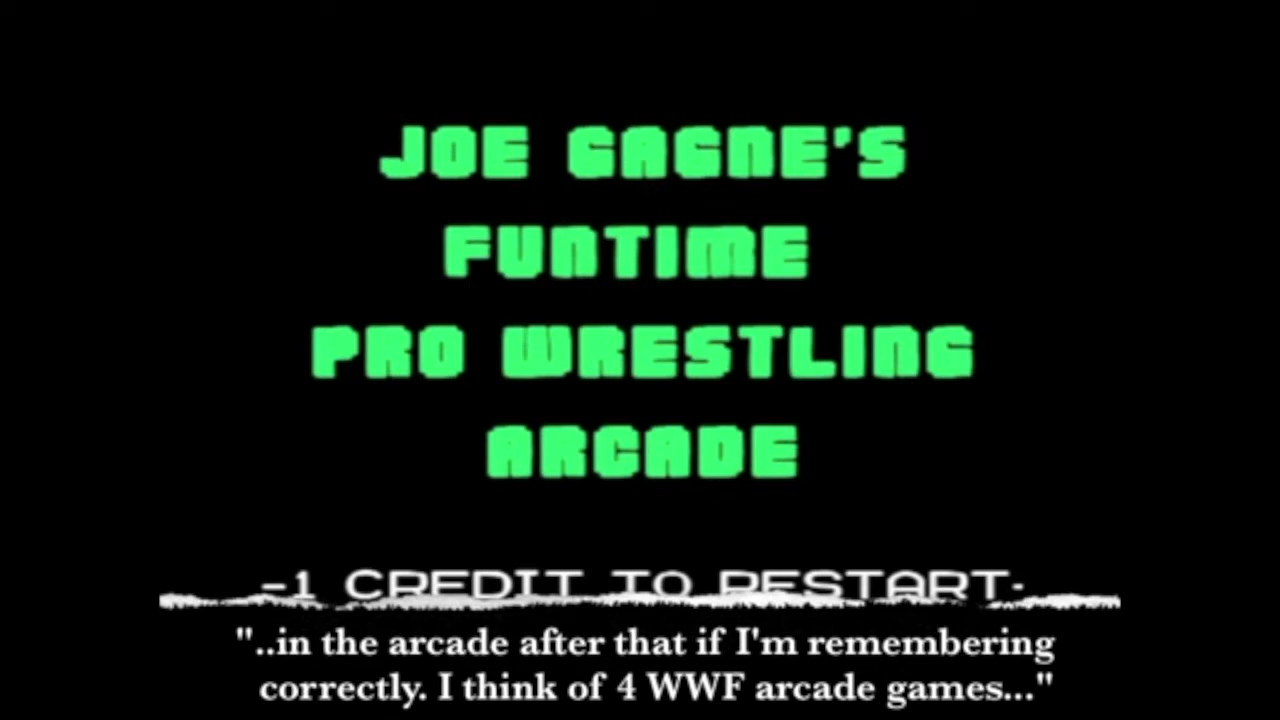 JOE GAGNE'S
FUNTIME
PRO WRESTLING
ARCADE
-1 CREDIT TO RESTART-
"..in the arcade after that if I'm remembering
correctly. I think of 4 WWF arcade games..."